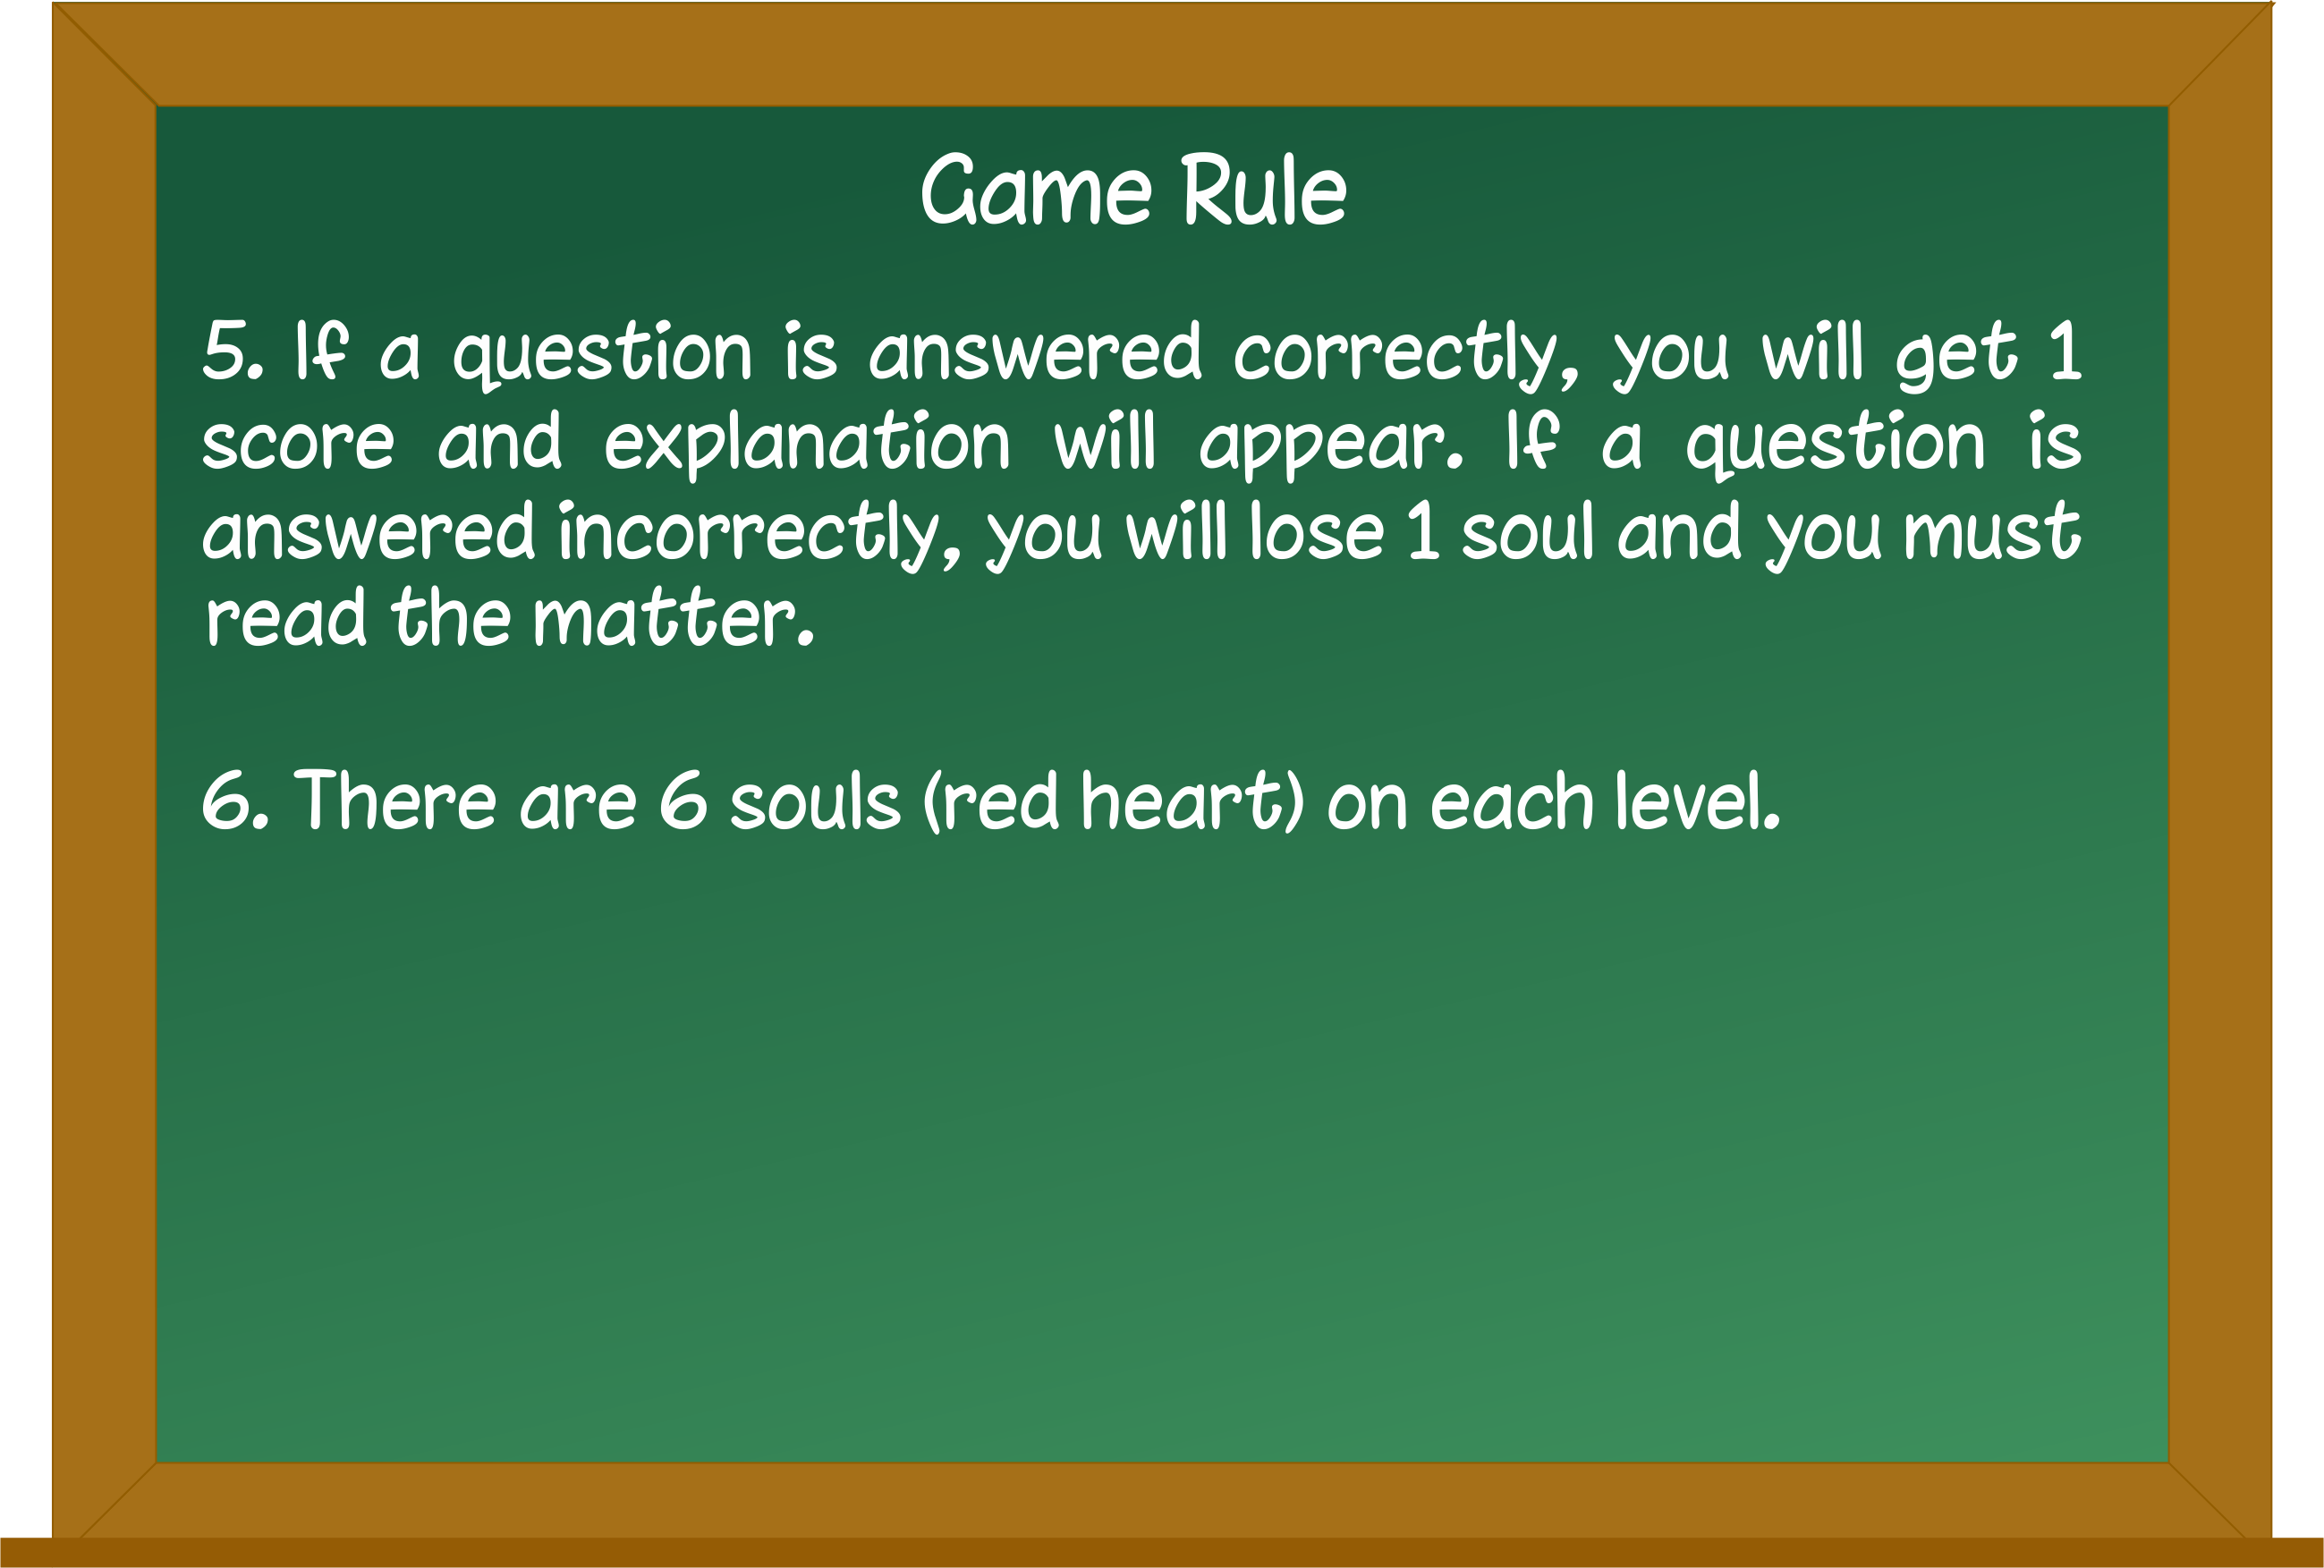 Game Rule
5. If a question is answered correctly, you will get 1
score and explanation will appear. If a question is
answered incorrectly, you will lose 1 soul and you must
read the matter.
6. There are 6 souls (red heart) on each level.